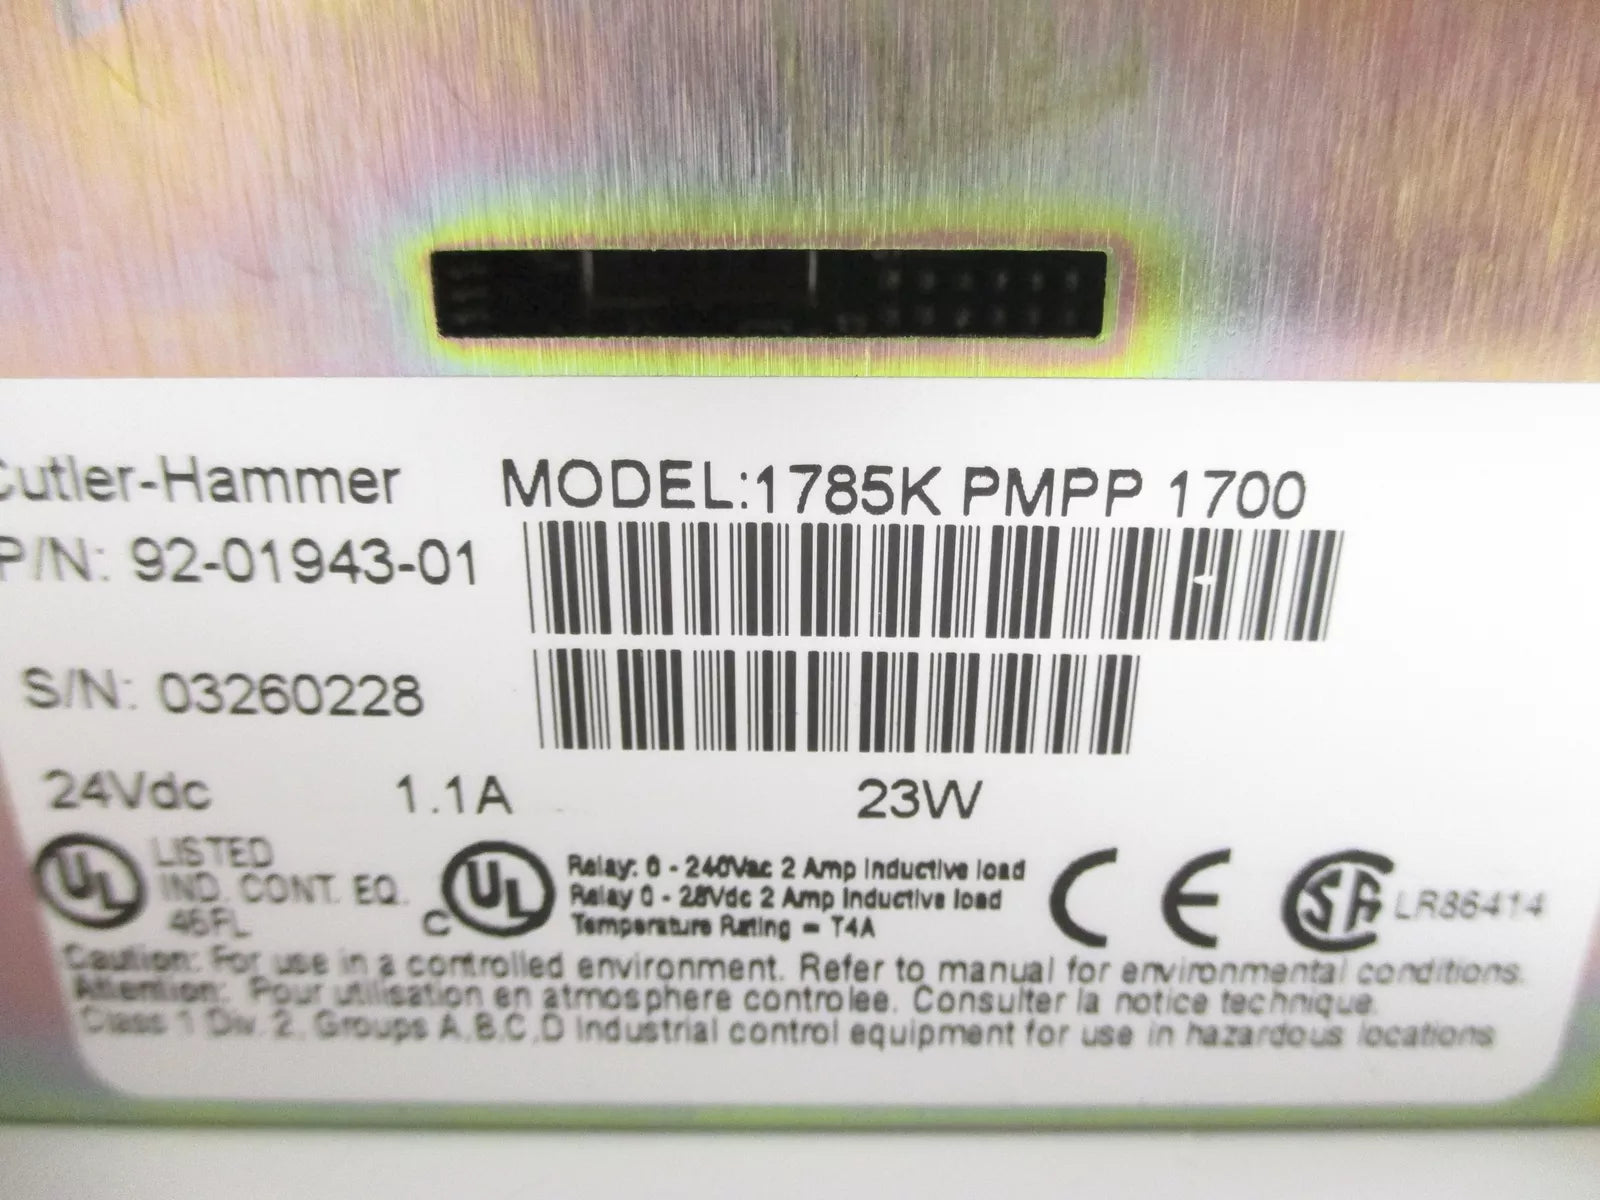 Cutler-Hammer MODEL:1785K PMPP 1700
P/N: 92-01943-01
S/N: 03260228
24Vdc 1.1A 23W
UL LISTED
IND. CONT. EQ.
46FL
C UL
Relay: 0 - 240Vac 2 Amp Inductive load
Relay 0 - 28Vdc 2 Amp Inductive load
Temperature Rating = T4A
CE SA LR86414
Caution: For use in a controlled environment. Refer to manual for environmental conditions.
Attention: Pour utilisation en atmosphere controlee. Consulter la notice technique.
Class 1 Div. 2, Groups A,B,C,D Industrial control equipment for use in hazardous locations